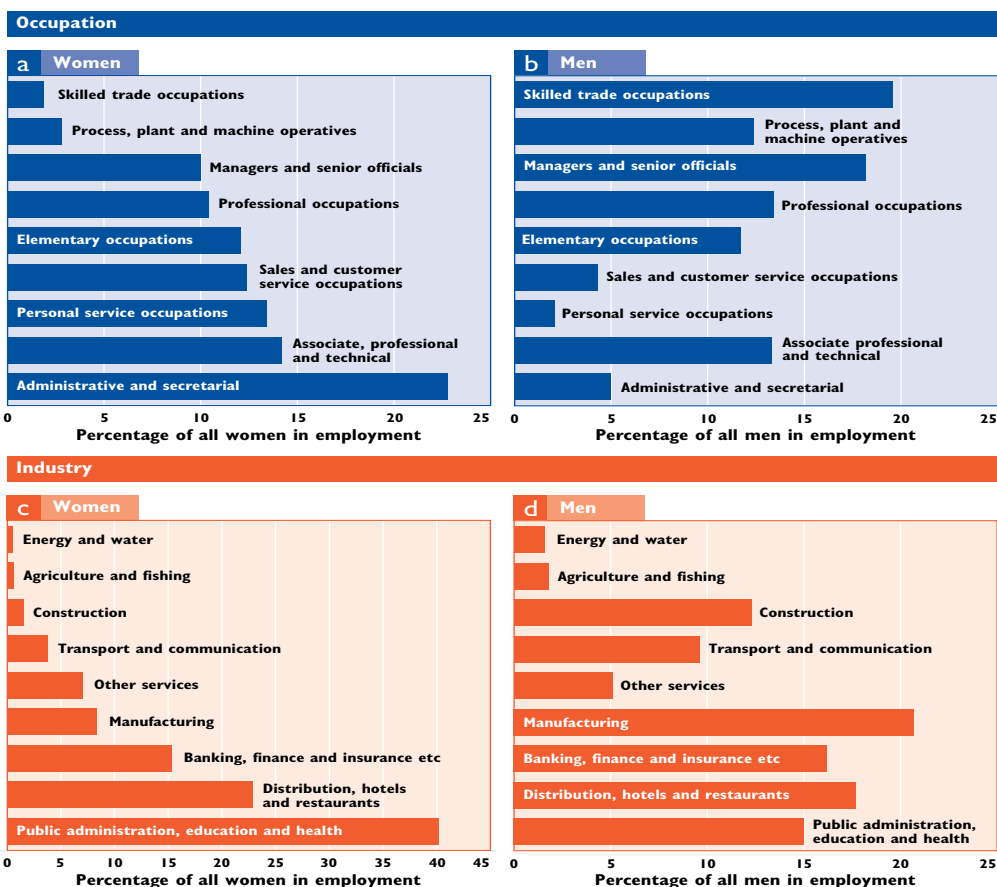 Occupation
a Women
Skilled trade occupations
Process, plant and machine operatives
Managers and senior officials
Professional occupations
Elementary occupations
Sales and customer
service occupations
Personal service occupations
Associate, professional
and technical
Administrative and secretarial
0 5 10 15 20 25
Percentage of all women in employment
b Men
Skilled trade occupations
Process, plant and
machine operatives
Managers and senior officials
Professional occupations
Elementary occupations
Sales and customer service occupations
Personal service occupations
Associate professional
and technical
Administrative and secretarial
0 5 10 15 20 25
Percentage of all men in employment
Industry
c Women
Energy and water
Agriculture and fishing
Construction
Transport and communication
Other services
Manufacturing
Banking, finance and insurance etc
Distribution, hotels
and restaurants
Public administration, education and health
0 5 10 15 20 25 30 35 40 45
Percentage of all women in employment
d Men
Energy and water
Agriculture and fishing
Construction
Transport and communication
Other services
Manufacturing
Banking, finance and insurance etc
Distribution, hotels and restaurants
Public administration,
education and health
0 5 10 15 20 25
Percentage of all men in employment